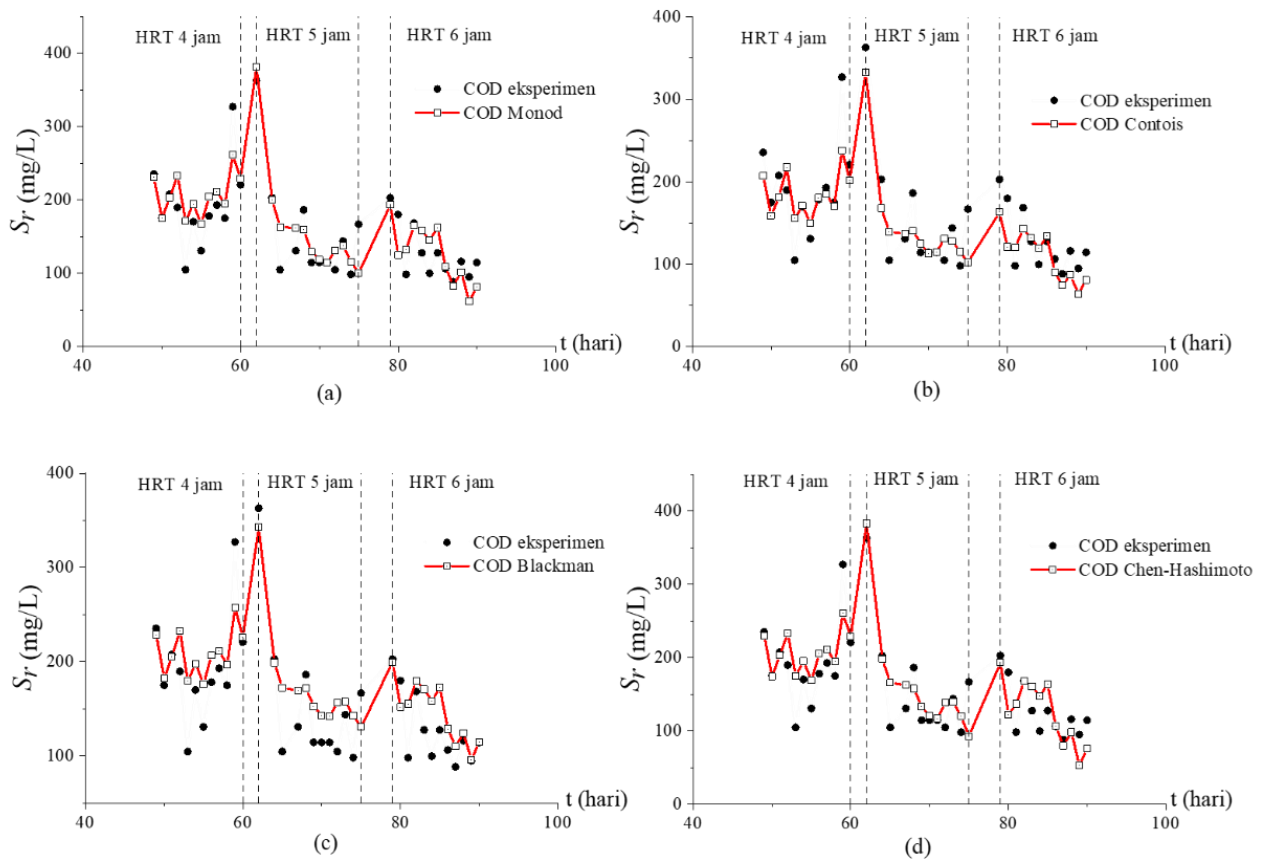 400
HRT 4 jam
HRT 5 jam
HRT 6 jam
COD eksperimen
COD Monod
300
200
100
0
Sr (mg/L)
40
60
80
100
t (hari)
(a)
400
HRT 4 jam
HRT 5 jam
HRT 6 jam
COD eksperimen
COD Contois
300
200
100
0
Sr (mg/L)
40
60
80
100
t (hari)
(b)
400
HRT 4 jam
HRT 5 jam
HRT 6 jam
COD eksperimen
COD Blackman
300
200
100
Sr (mg/L)
40
60
80
100
t (hari)
(c)
400
HRT 4 jam
HRT 5 jam
HRT 6 jam
COD eksperimen
COD Chen-Hashimoto
300
200
100
0
Sr (mg/L)
40
60
80
100
t (hari)
(d)